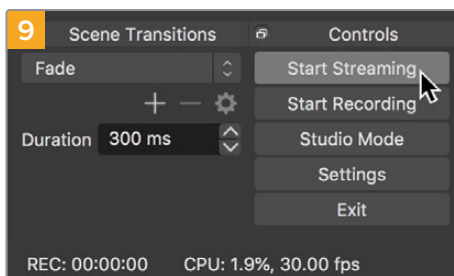 9
Scene Transitions
Controls
Fade
Start Streaming
Start Recording
Duration 300 ms
Studio Mode
Settings
Exit
REC: 00:00:00 CPU: 1.9%, 30.00 fps